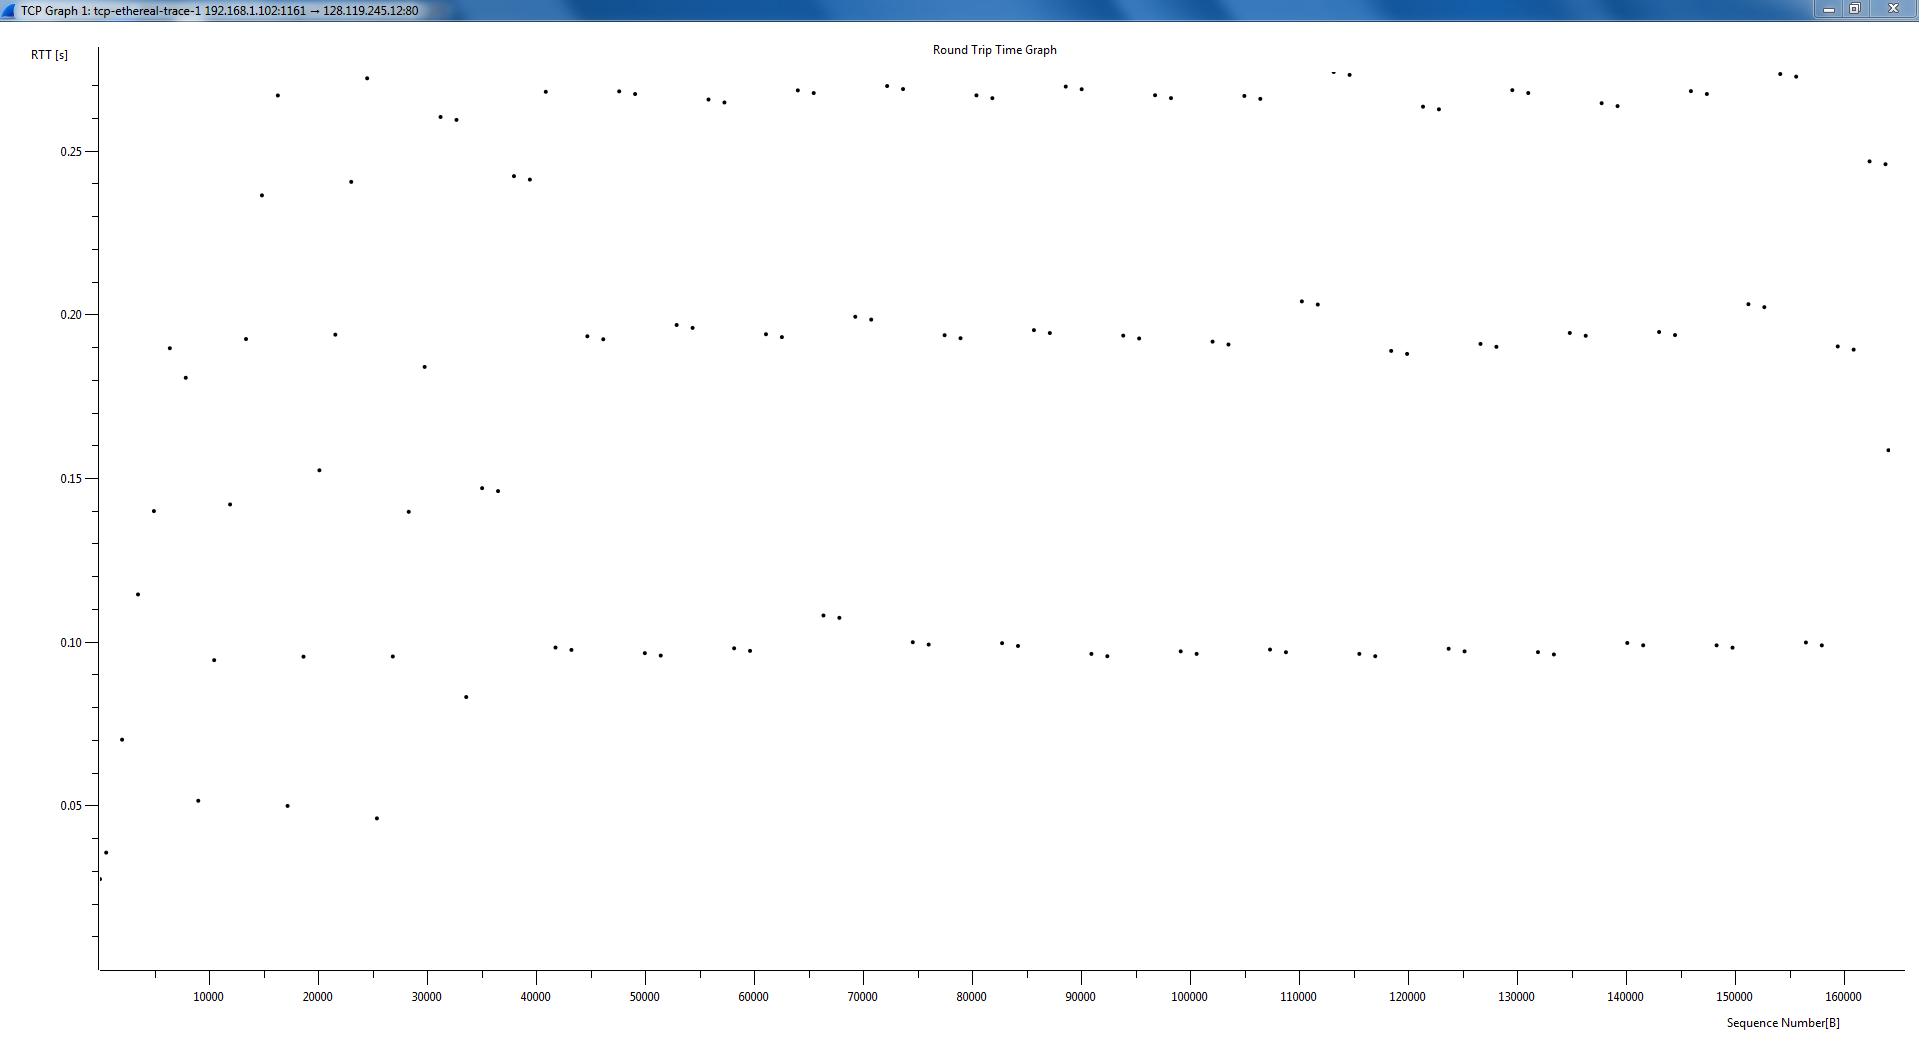 TCP Graph 1: tcp-ethereal-trace-1 192.168.1.102:1161 → 128.119.245.12:80
RTT [s]
Round Trip Time Graph
0.25
0.20
0.15
0.10
0.05
10000 20000 30000 40000 50000 60000 70000 80000 90000 100000 110000 120000 130000 140000 150000 160000
Sequence Number[B]